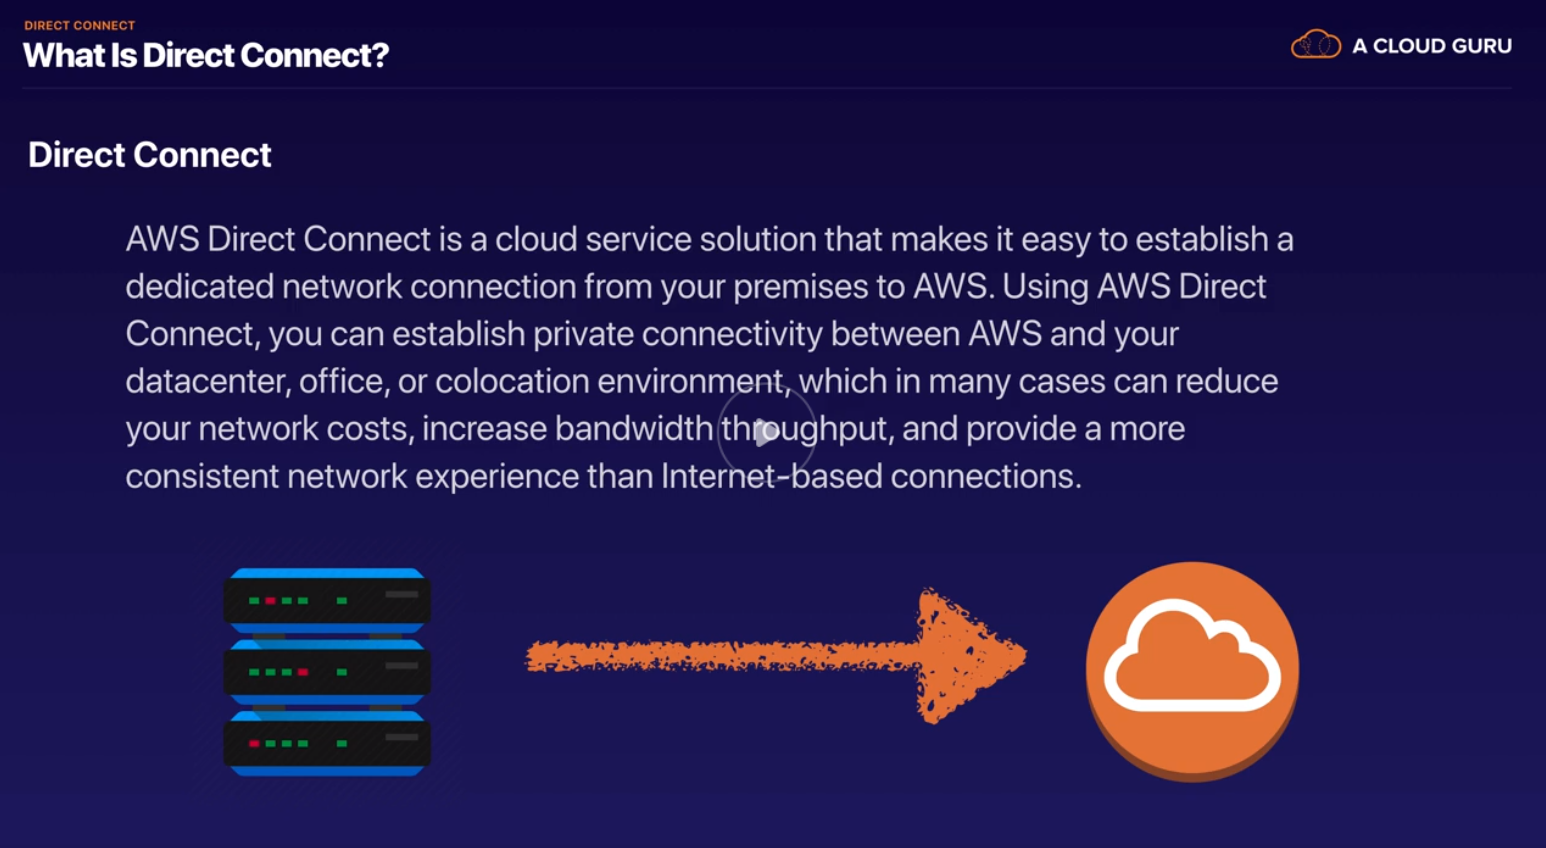 DIRECT CONNECT
What Is Direct Connect?
A CLOUD GURU
Direct Connect
AWS Direct Connect is a cloud service solution that makes it easy to establish a
dedicated network connection from your premises to AWS. Using AWS Direct
Connect, you can establish private connectivity between AWS and your
datacenter, office, or colocation environment, which in many cases can reduce
your network costs, increase bandwidth throughput, and provide a more
consistent network experience than Internet-based connections.